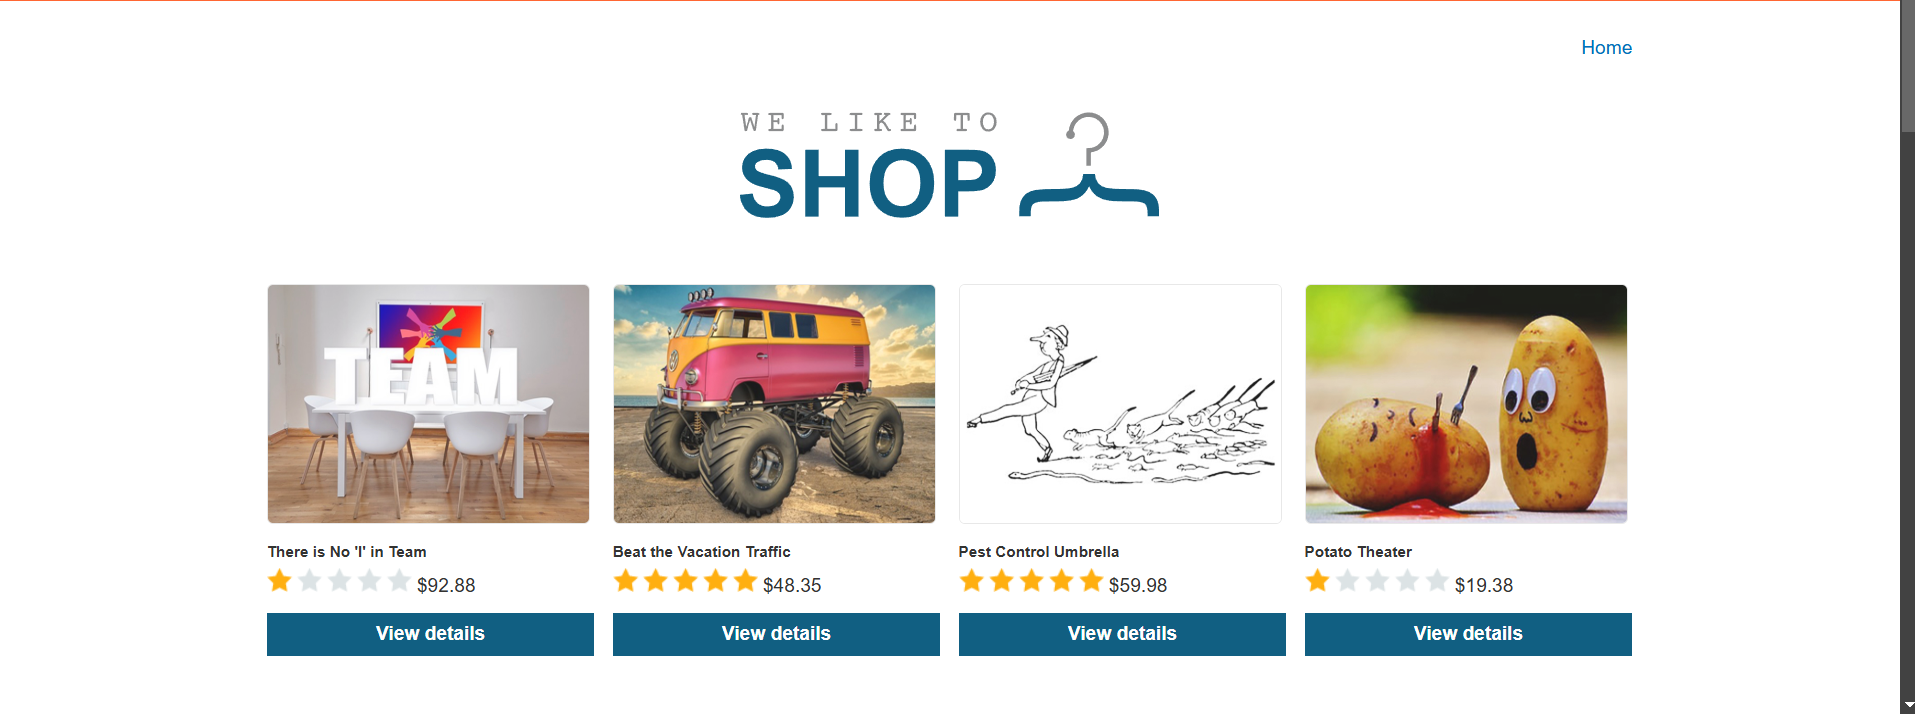 Home
WE LIKE TO
SHOP
TEAM
There is No 'I' in Team
$92.88
View details
Beat the Vacation Traffic
$48.35
View details
Pest Control Umbrella
$59.98
View details
Potato Theater
$19.38
View details